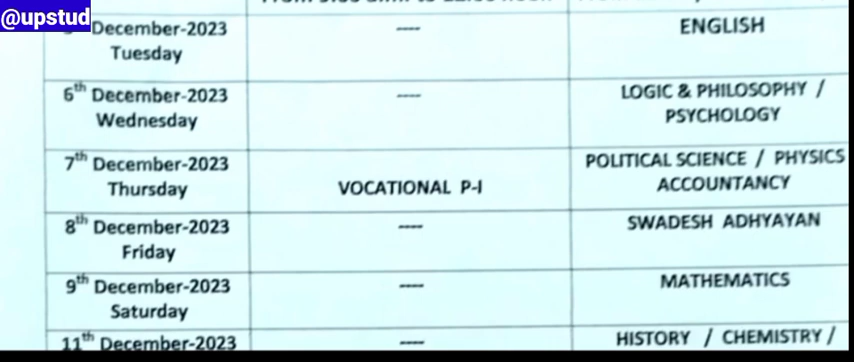 @upstud
December-2023
Tuesday
----
ENGLISH
6th December-2023
Wednesday
----
LOGIC & PHILOSOPHY /
PSYCHOLOGY
7th December-2023
Thursday
VOCATIONAL P-I
POLITICAL SCIENCE / PHYSICS
ACCOUNTANCY
8th December-2023
Friday
----
SWADESH ADHYAYAN
9th December-2023
Saturday
----
MATHEMATICS
11th December-2023
----
HISTORY / CHEMISTRY /